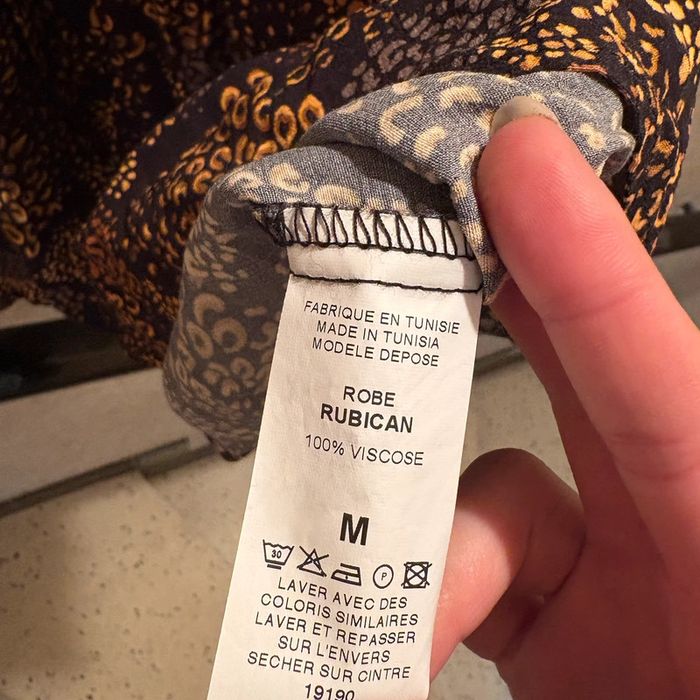 FABRIQUE EN TUNISIE
MADE IN TUNISIA
MODELE DEPOSE
ROBE
RUBICAN
100% VISCOSE
M
30
P
LAVER AVEC DES
COLORIS SIMILAIRES
LAVER ET REPASSER
SUR L'ENVERS
SECHER SUR CINTRE
19190